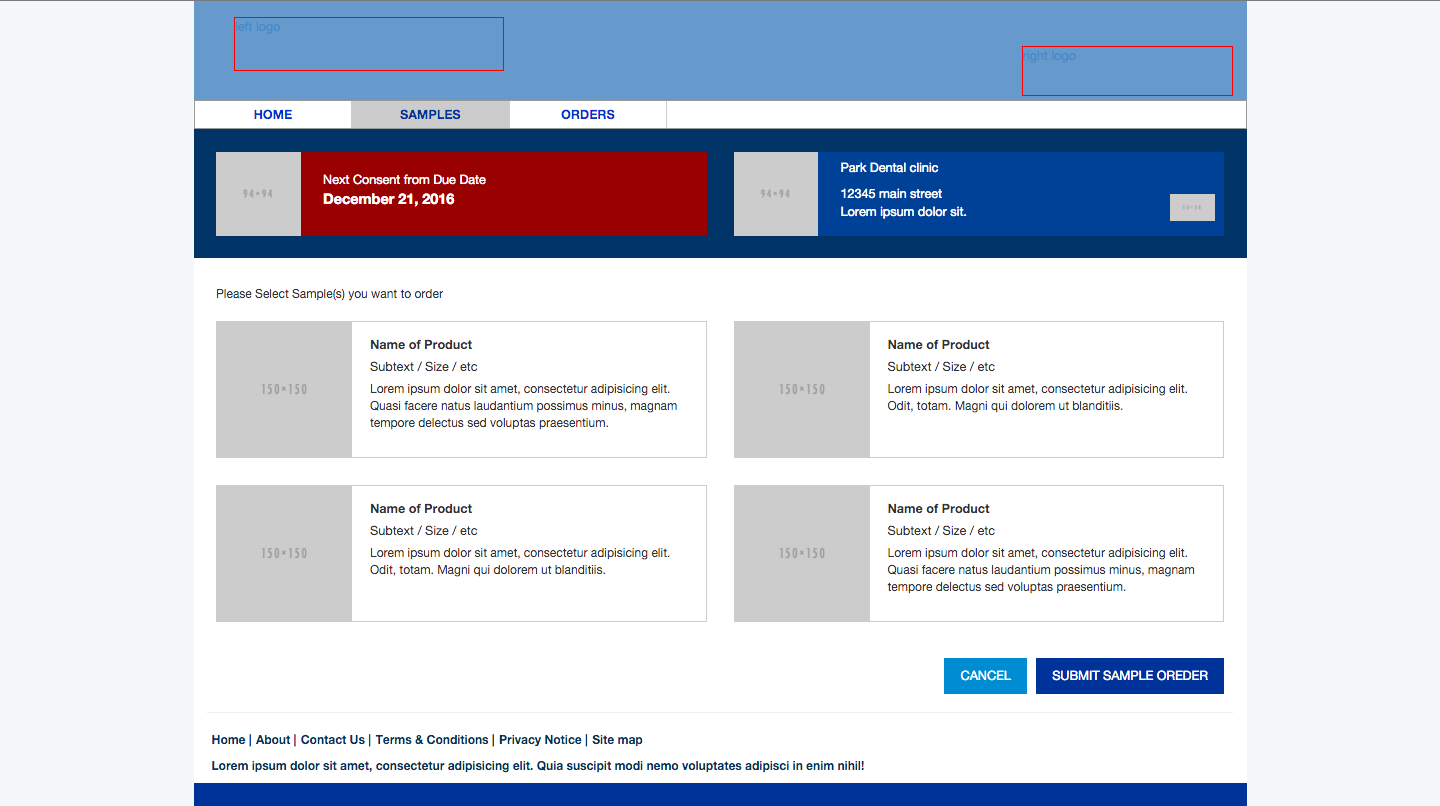 left logo
right logo
HOME
SAMPLES
ORDERS
94×94
Next Consent from Due Date
December 21, 2016
94×94
Park Dental clinic
12345 main street
Lorem ipsum dolor sit.
Please Select Sample(s) you want to order
150×150
Name of Product
Subtext / Size / etc
Lorem ipsum dolor sit amet, consectetur adipisicing elit.
Quasi facere natus laudantium possimus minus, magnam
tempore delectus sed voluptas praesentium.
150×150
Name of Product
Subtext / Size / etc
Lorem ipsum dolor sit amet, consectetur adipisicing elit.
Odit, totam. Magni qui dolorem ut blanditiis.
150×150
Name of Product
Subtext / Size / etc
Lorem ipsum dolor sit amet, consectetur adipisicing elit.
Odit, totam. Magni qui dolorem ut blanditiis.
150×150
Name of Product
Subtext / Size / etc
Lorem ipsum dolor sit amet, consectetur adipisicing elit.
Quasi facere natus laudantium possimus minus, magnam
tempore delectus sed voluptas praesentium.
CANCEL
SUBMIT SAMPLE OREDER
Home | About | Contact Us | Terms & Conditions | Privacy Notice | Site map
Lorem ipsum dolor sit amet, consectetur adipisicing elit. Quia suscipit modi nemo voluptates adipisci in enim nihil!